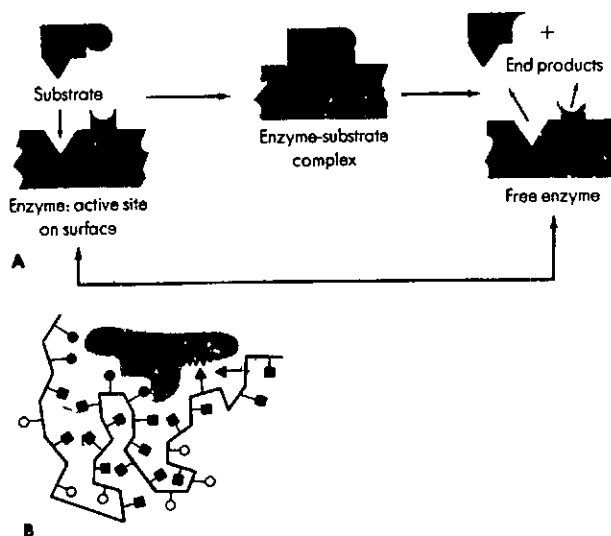 Substrate
+
End products
Enzyme-substrate
complex
Enzyme: active site
on surface
Free enzyme
A
B